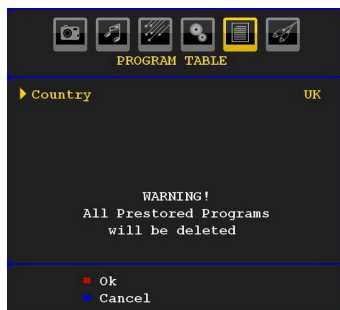 PROGRAM TABLE
Country UK
WARNING!
All Prestored Programs
will be deleted
Ok
Cancel